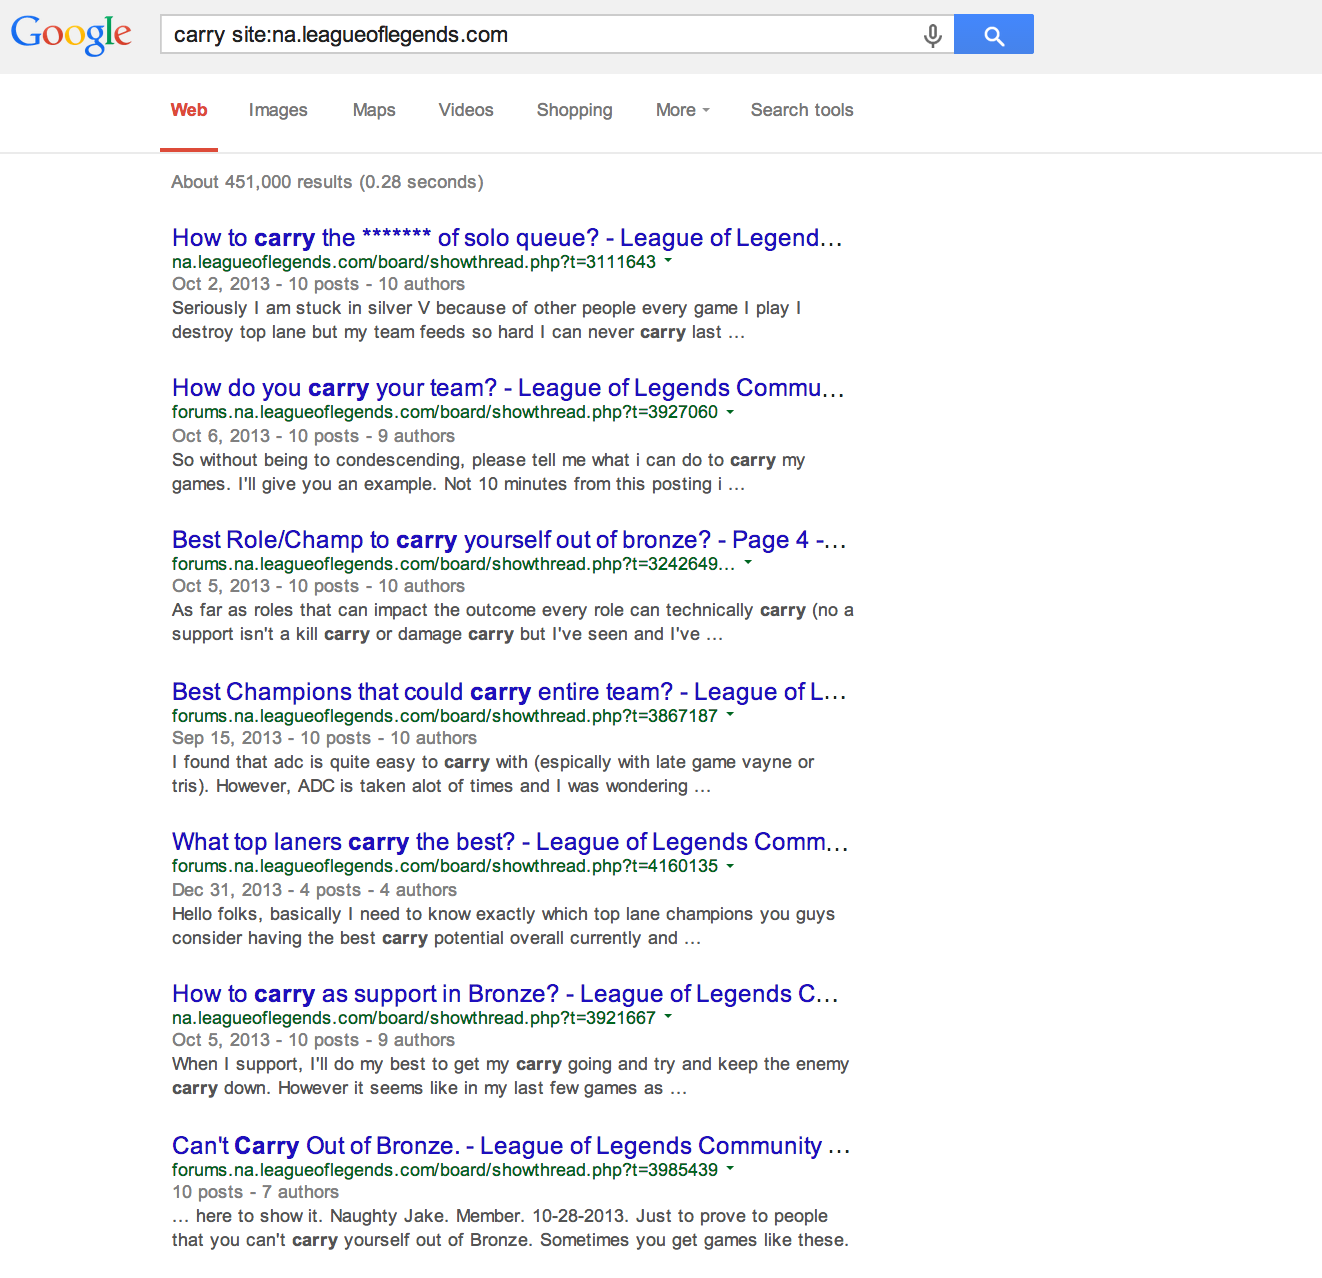 Google
carry site:na.leagueoflegends.com
Web Images Maps Videos Shopping More Search tools
About 451,000 results (0.28 seconds)
How to carry the ******* of solo queue? - League of Legend...
na.leagueoflegends.com/board/showthread.php?t=3111643
Oct 2, 2013 - 10 posts - 10 authors
Seriously I am stuck in silver V because of other people every game I play I
destroy top lane but my team feeds so hard I can never carry last ...
How do you carry your team? - League of Legends Commu...
forums.na.leagueoflegends.com/board/showthread.php?t=3927060
Oct 6, 2013 - 10 posts - 9 authors
So without being to condescending, please tell me what i can do to carry my
games. I'll give you an example. Not 10 minutes from this posting i ...
Best Role/Champ to carry yourself out of bronze? - Page 4 -...
forums.na.leagueoflegends.com/board/showthread.php?t=3242649...
Oct 5, 2013 - 10 posts - 10 authors
As far as roles that can impact the outcome every role can technically carry (no a
support isn't a kill carry or damage carry but I've seen and I've ...
Best Champions that could carry entire team? - League of L...
forums.na.leagueoflegends.com/board/showthread.php?t=3867187
Sep 15, 2013 - 10 posts - 10 authors
I found that adc is quite easy to carry with (espically with late game vayne or
tris). However, ADC is taken alot of times and I was wondering ...
What top laners carry the best? - League of Legends Comm...
forums.na.leagueoflegends.com/board/showthread.php?t=4160135
Dec 31, 2013 - 4 posts - 4 authors
Hello folks, basically I need to know exactly which top lane champions you guys
consider having the best carry potential overall currently and ...
How to carry as support in Bronze? - League of Legends C...
na.leagueoflegends.com/board/showthread.php?t=3921667
Oct 5, 2013 - 10 posts - 9 authors
When I support, I'll do my best to get my carry going and try and keep the enemy
carry down. However it seems like in my last few games as ...
Can't Carry Out of Bronze. - League of Legends Community ...
forums.na.leagueoflegends.com/board/showthread.php?t=3985439
10 posts - 7 authors
... here to show it. Naughty Jake. Member. 10-28-2013. Just to prove to people
that you can't carry yourself out of Bronze. Sometimes you get games like these.